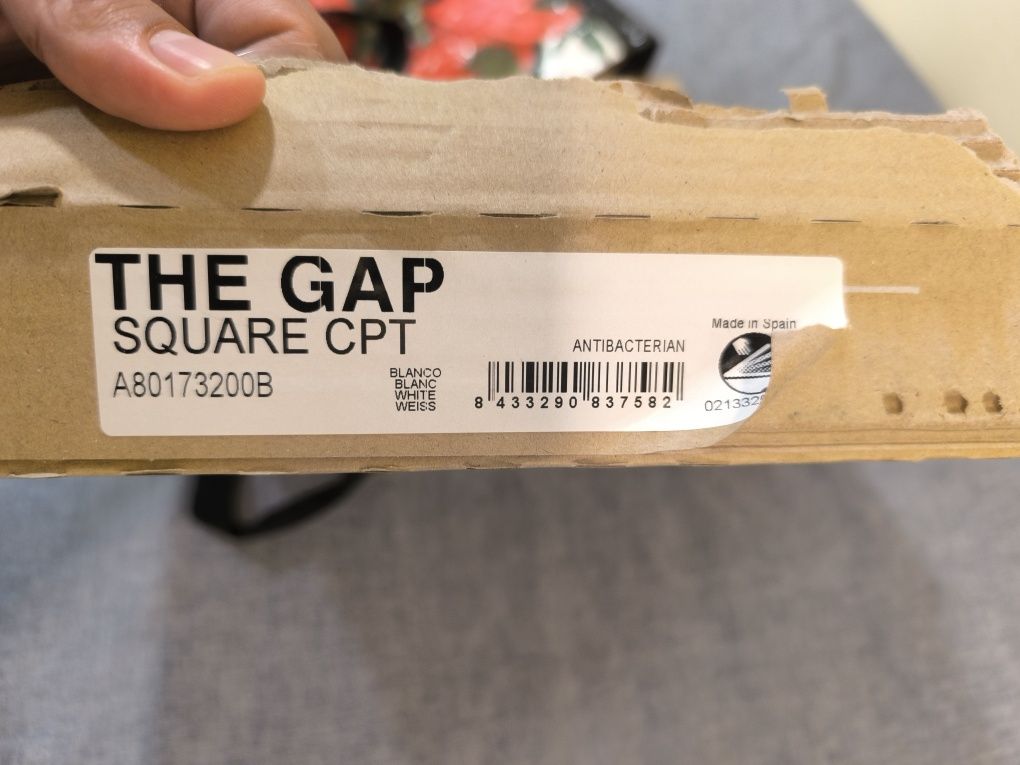 THE GAP
SQUARE CPT
A80173200B
BLANCO
BLANC
WHITE
WEISS
ANTIBACTERIAN
8 433290 837582
Made in Spain